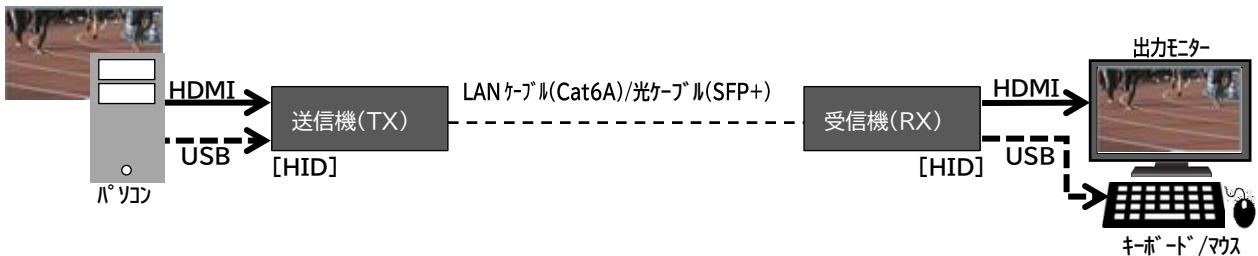 出力ﾓﾆﾀｰ
HDMI
LANｹｰﾌﾞﾙ(Cat6A)/光ｹｰﾌﾞﾙ(SFP+)
HDMI
送信機(TX)
受信機(RX)
USB
[HID]
[HID]
USB
ﾊﾟｿｺﾝ
ｷｰﾎﾞｰﾄﾞ/ﾏｳｽ